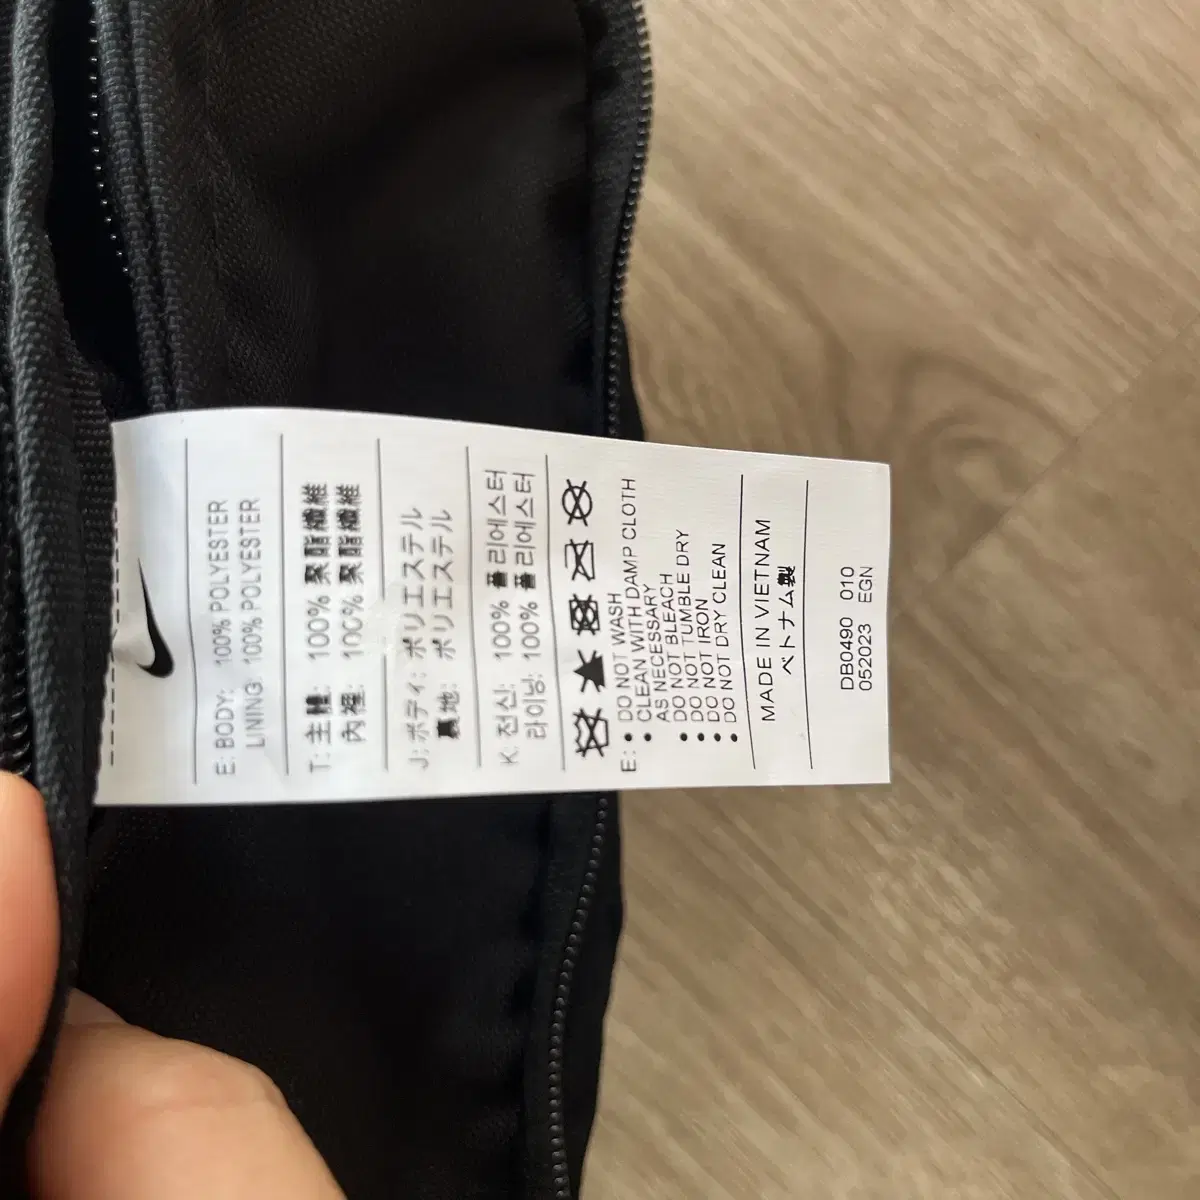 E: BODY: 100% POLYESTER
LINING: 100% POLYESTER
T: 主體: 100% 聚酯纖維
內裡: 100% 聚酯纖維
J: ボディ: ポリエステル
裏地: ポリエステル
K: 전신: 100% 폴리에스터
라이닝: 100% 폴리에스터
E: • DO NOT WASH
• CLEAN WITH DAMP CLOTH
AS NECESSARY
• DO NOT BLEACH
• DO NOT TUMBLE DRY
• DO NOT IRON
• DO NOT DRY CLEAN
MADE IN VIETNAM
ベトナム製
DB0490 010
052023 EGN